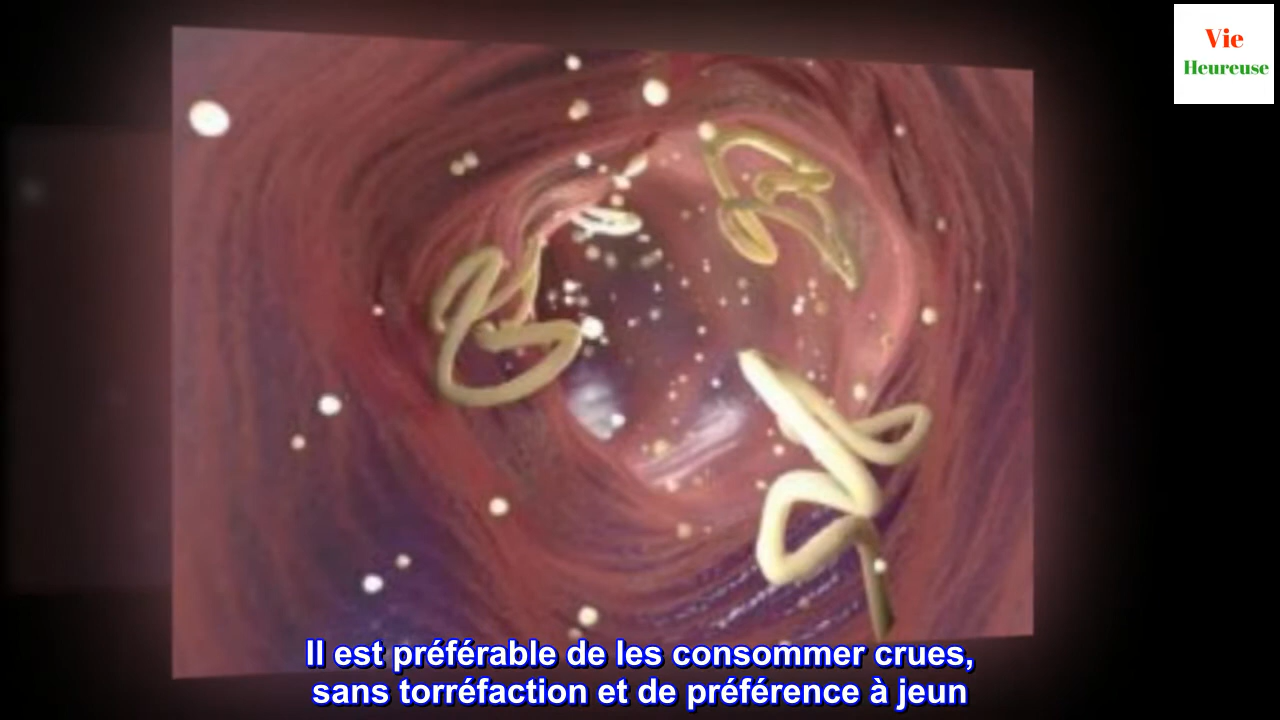 Vie
Heureuse
Il est préférable de les consommer crues,
sans torréfaction et de préférence à jeun